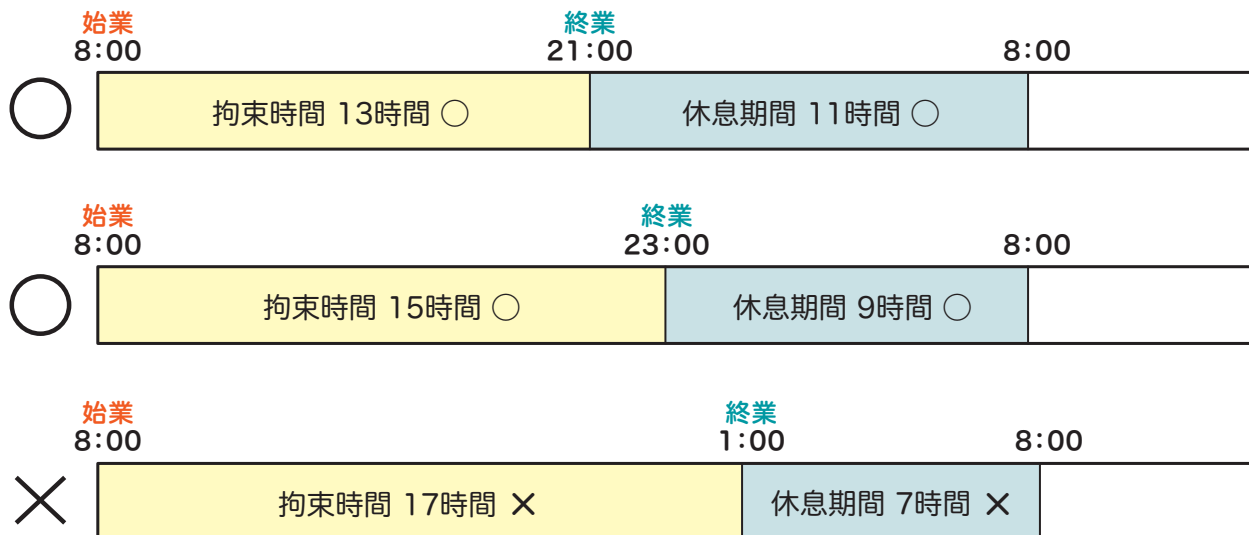 始業 終業
8:00 21:00 8:00
拘束時間 13時間 ○ 休息期間 11時間 ○
始業 終業
8:00 23:00 8:00
拘束時間 15時間 ○ 休息期間 9時間 ○
始業 終業
8:00 1:00 8:00
拘束時間 17時間 × 休息期間 7時間 ×